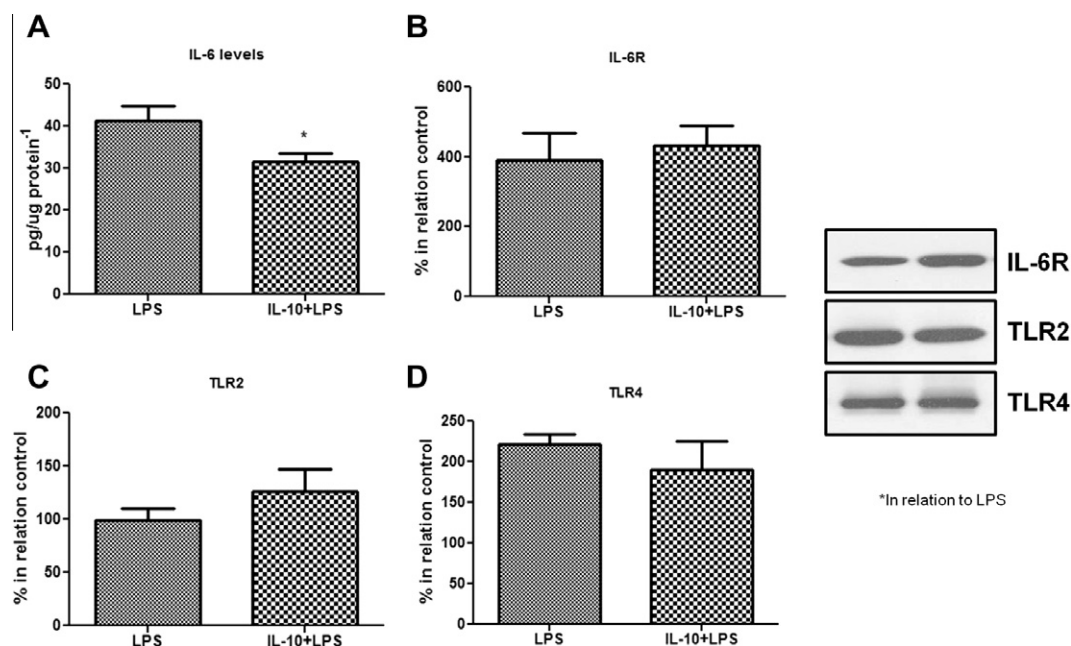 A
IL-6 levels
pg/ug protein-1
50
40
30
20
10
0
*
LPS
IL-10+LPS
B
IL-6R
% in relation control
600
400
200
0
LPS
IL-10+LPS
IL-6R
TLR2
TLR4
*In relation to LPS
C
TLR2
% in relation control
200
150
100
50
0
LPS
IL-10+LPS
D
TLR4
% in relation control
250
200
150
100
50
0
LPS
IL-10+LPS